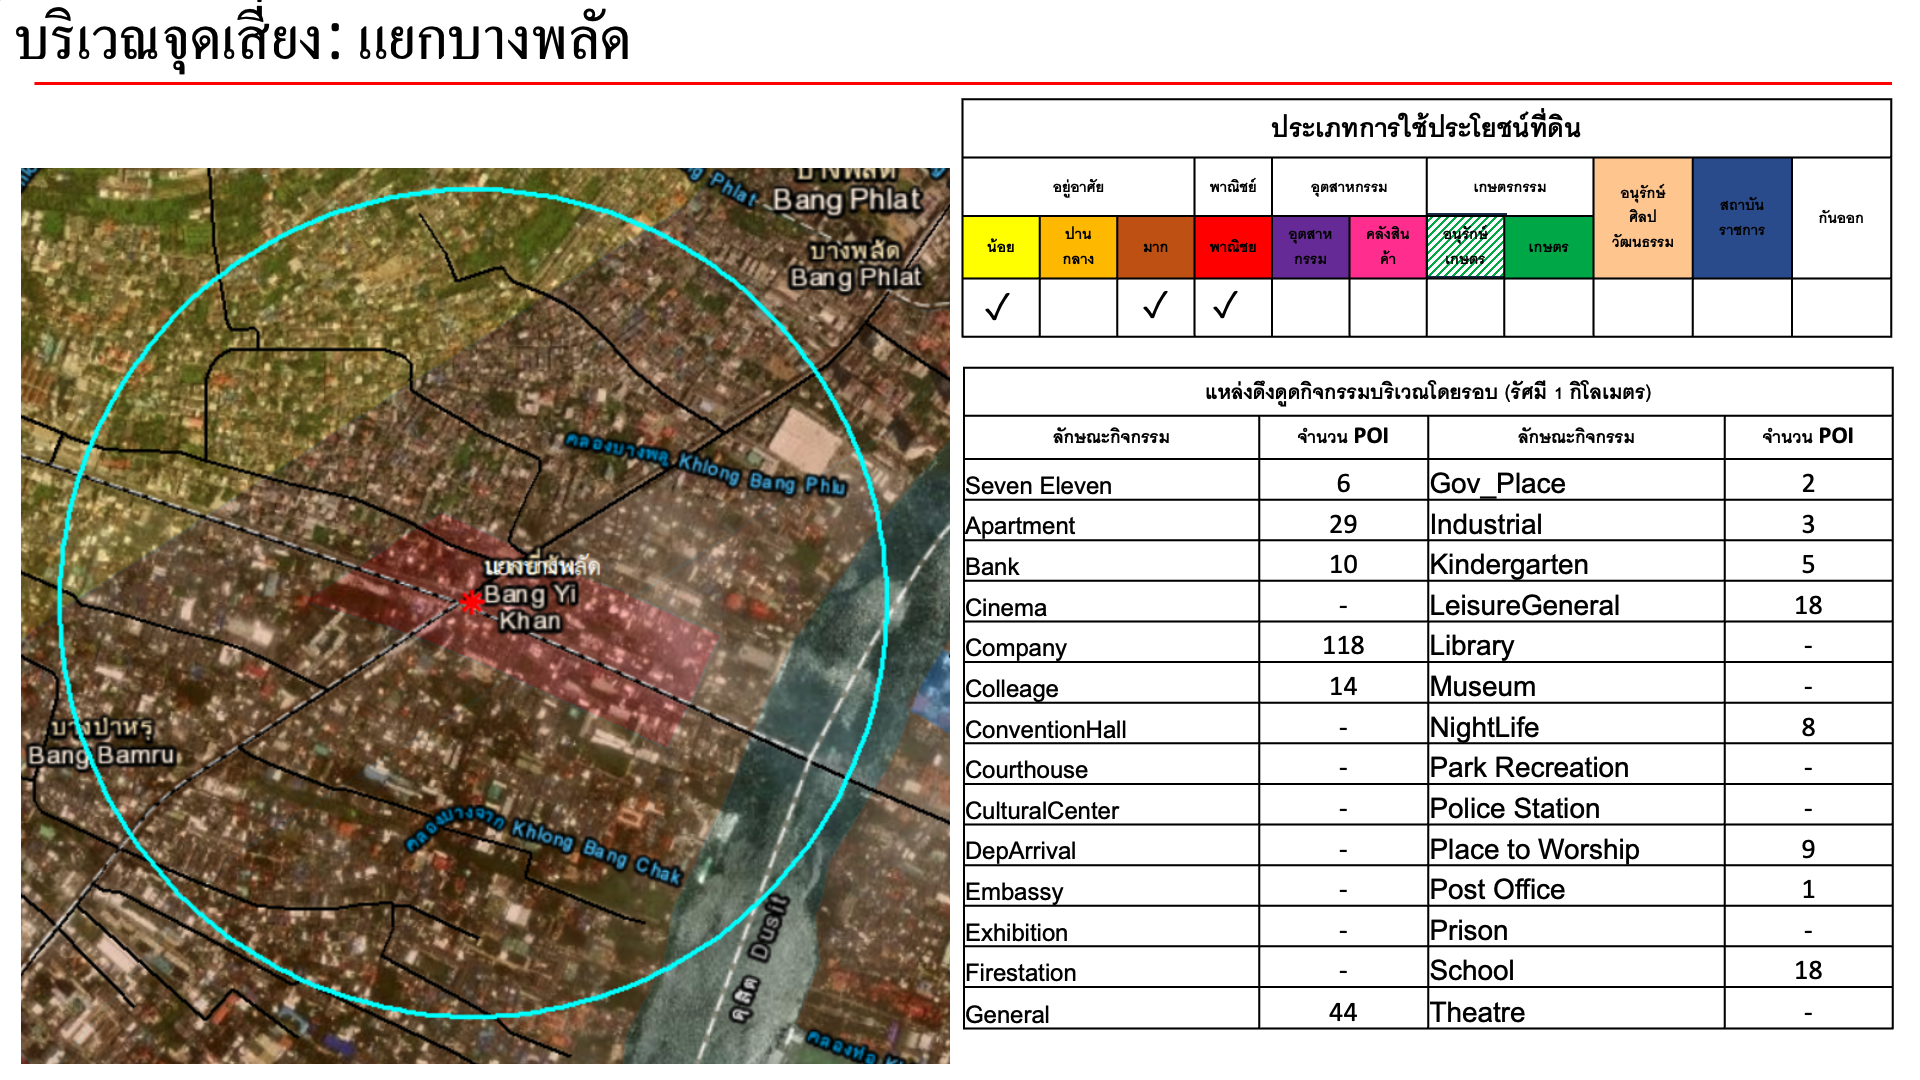 บริเวณจุดเสี่ยง: แยกบางพลัด
ประเภทการใช้ประโยชน์ที่ดิน
อยู่อาศัย พาณิชย์ อุตสาหกรรม เกษตรกรรม อนุรักษ์ศิลปวัฒนธรรม สถาบันราชการ กันออก
น้อย ปานกลาง มาก พาณิชย อุตสาหกรรม คลังสินค้า อนุรักษ์เกษตร เกษตร
✓ ✓ ✓
แหล่งดึงดูดกิจกรรมบริเวณโดยรอบ (รัศมี 1 กิโลเมตร)
ลักษณะกิจกรรม จำนวน POI ลักษณะกิจกรรม จำนวน POI
Seven Eleven 6 Gov_Place 2
Apartment 29 Industrial 3
Bank 10 Kindergarten 5
Cinema - LeisureGeneral 18
Company 118 Library -
Colleage 14 Museum -
ConventionHall - NightLife 8
Courthouse - Park Recreation -
CulturalCenter - Police Station -
DepArrival - Place to Worship 9
Embassy - Post Office 1
Exhibition - Prison -
Firestation - School 18
General 44 Theatre -
บางพลัด
Bang Phlat
บางพลัด
Bang Phlat
คลองบางพลู Khlong Bang Phlu
แยกบางพลัด
Bang Yi
Khan
บางบำหรุ
Bang Bamru
คลองบางจาก Khlong Bang Chak
ดุสิต Dusit